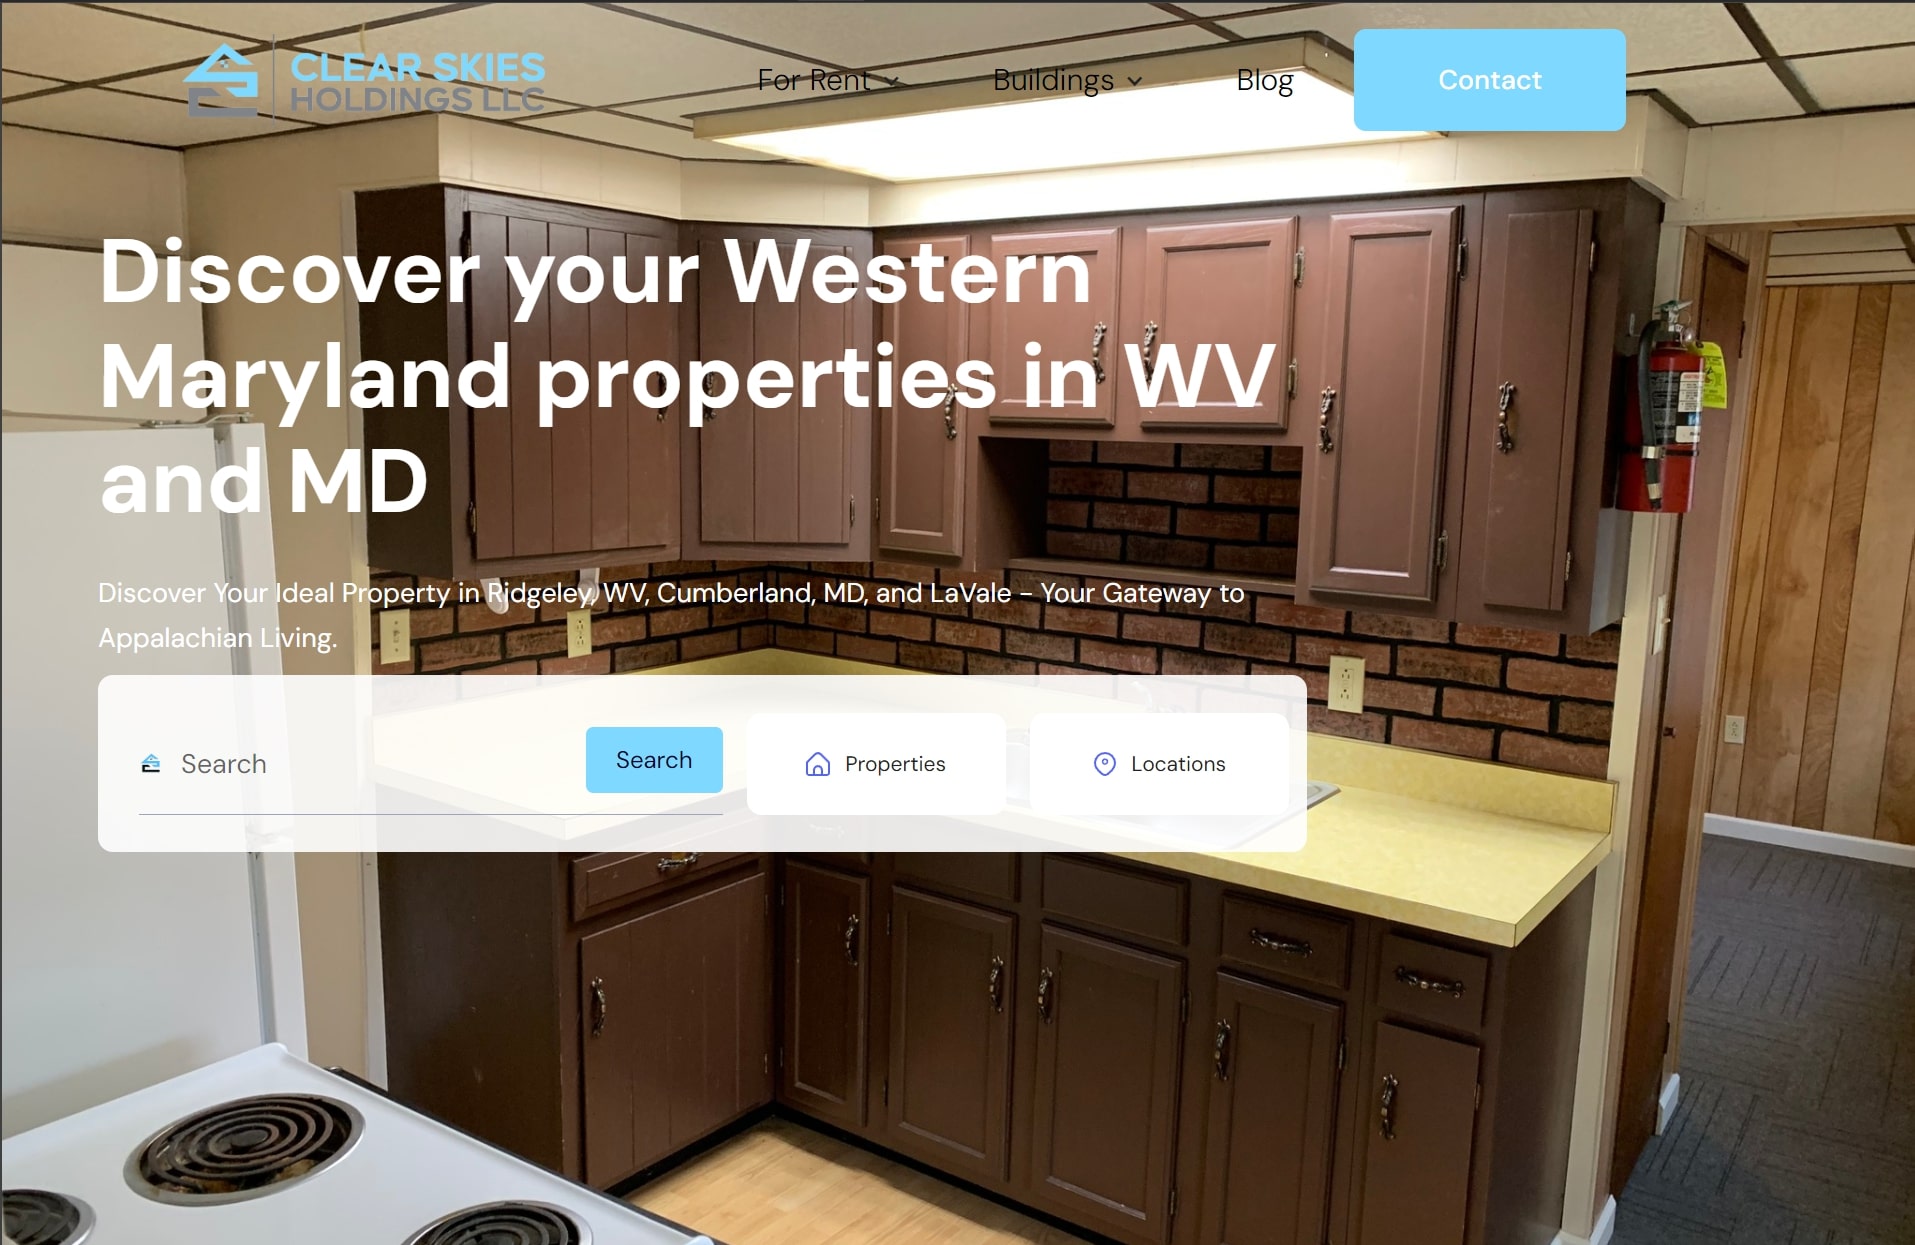 CLEAR SKIES
HOLDINGS LLC
For Rent
Buildings
Blog
Contact
Discover your Western
Maryland properties in WV
and MD
Discover Your Ideal Property in Ridgeley, WV, Cumberland, MD, and LaVale – Your Gateway to
Appalachian Living.
Search
Search
Properties
Locations